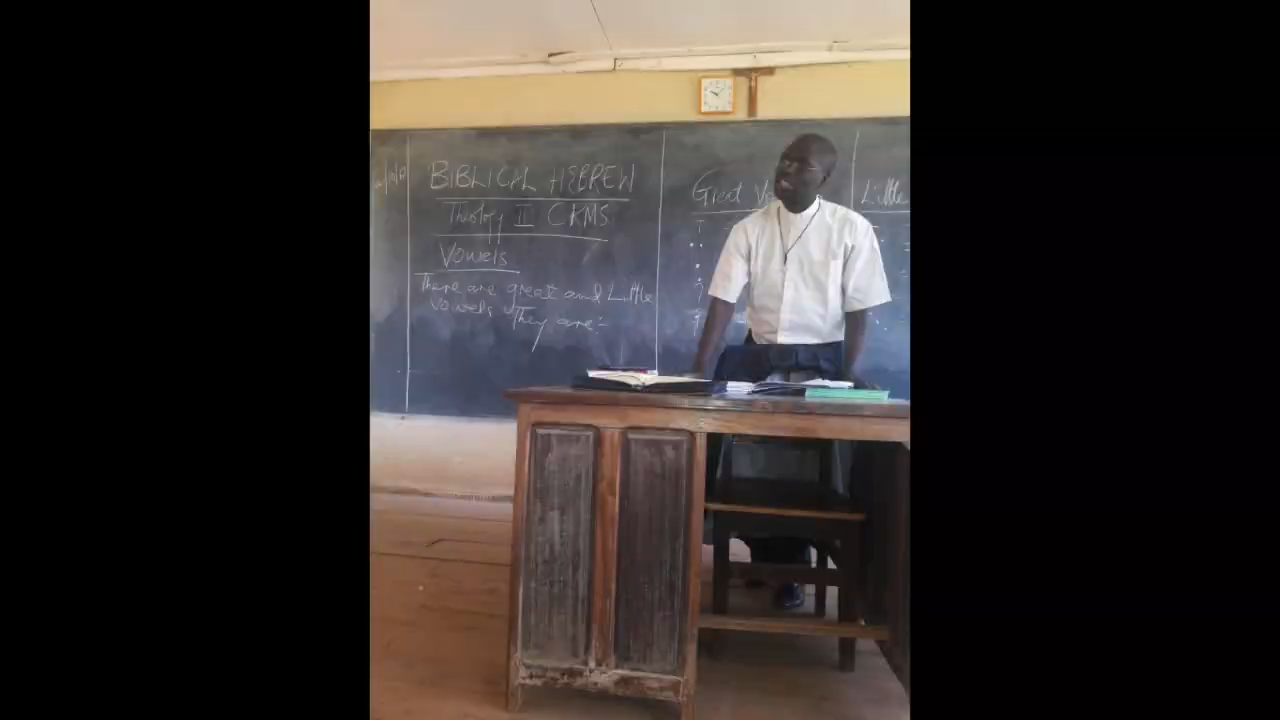 BIBLICAL HEBREW
Theology II CKMS
Vowels
There are great and Little
Vowels They are:-
Great
Little